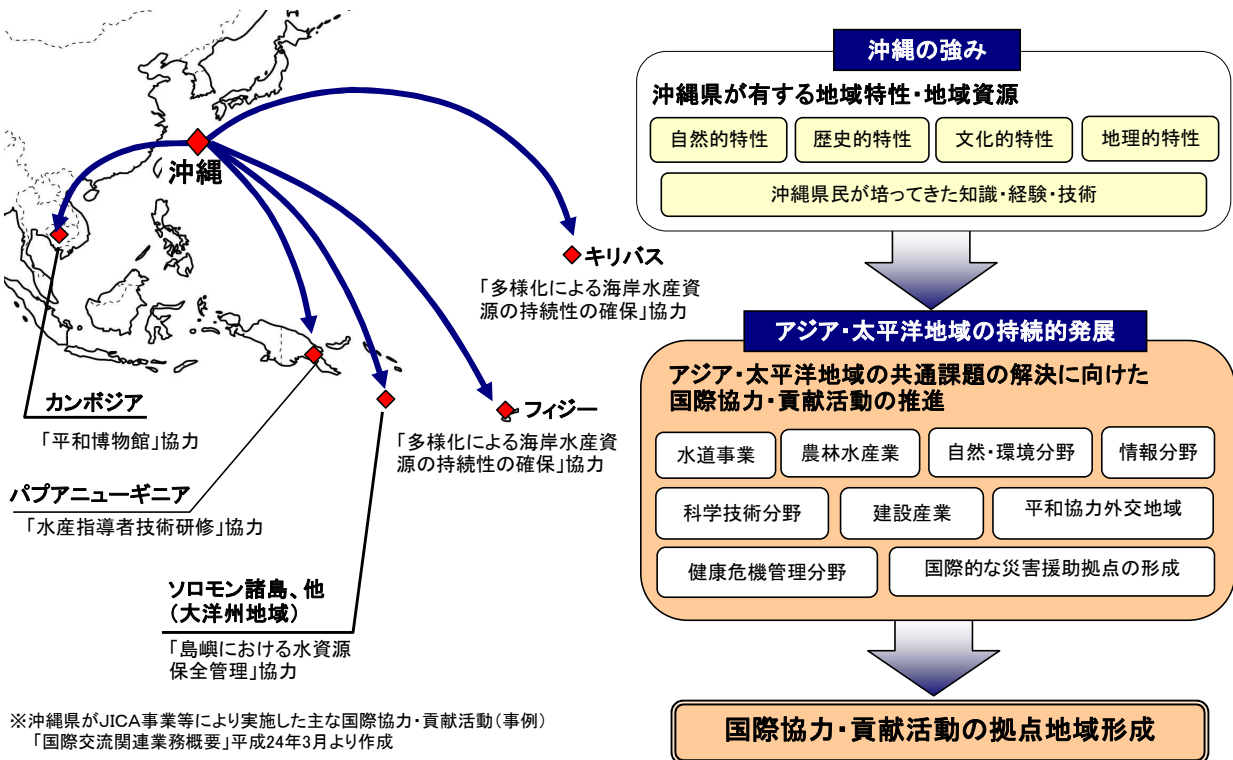 沖縄
キリバス
「多様化による海岸水産資
源の持続性の確保」協力
カンボジア
「平和博物館」協力
フィジー
「多様化による海岸水産資
源の持続性の確保」協力
パプアニューギニア
「水産指導者技術研修」協力
ソロモン諸島、他
（大洋州地域）
「島嶼における水資源
保全管理」協力
※沖縄県がJICA事業等により実施した主な国際協力・貢献活動（事例）
「国際交流関連業務概要」平成24年3月より作成
沖縄の強み
沖縄県が有する地域特性・地域資源
自然的特性
歴史的特性
文化的特性
地理的特性
沖縄県民が培ってきた知識・経験・技術
アジア・太平洋地域の持続的発展
アジア・太平洋地域の共通課題の解決に向けた
国際協力・貢献活動の推進
水道事業
農林水産業
自然・環境分野
情報分野
科学技術分野
建設産業
平和協力外交地域
健康危機管理分野
国際的な災害援助拠点の形成
国際協力・貢献活動の拠点地域形成